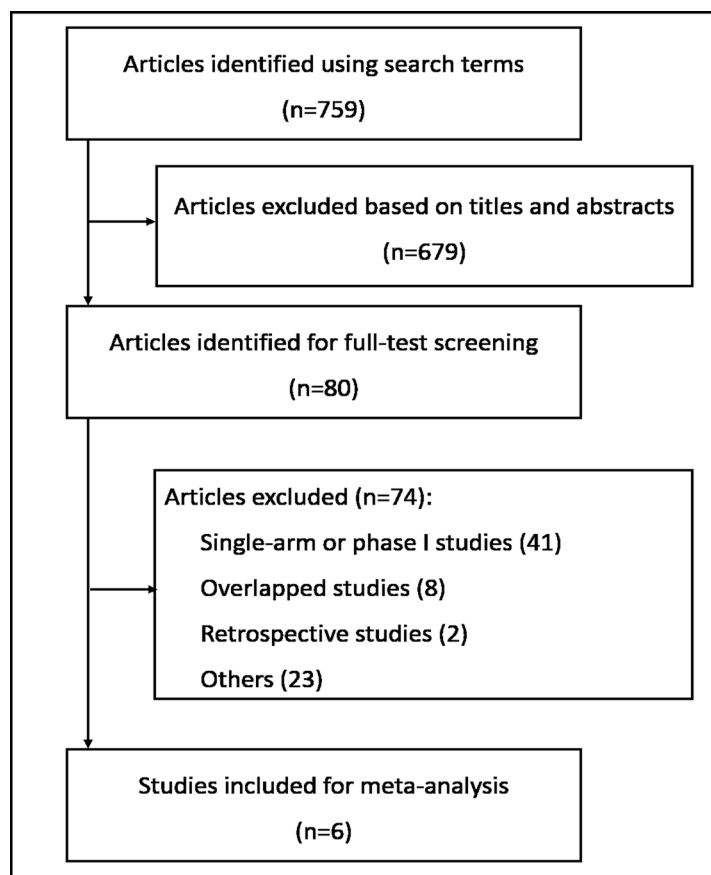 Articles identified using search terms
(n=759)
Articles excluded based on titles and abstracts
(n=679)
Articles identified for full-test screening
(n=80)
Articles excluded (n=74):
Single-arm or phase I studies (41)
Overlapped studies (8)
Retrospective studies (2)
Others (23)
Studies included for meta-analysis
(n=6)